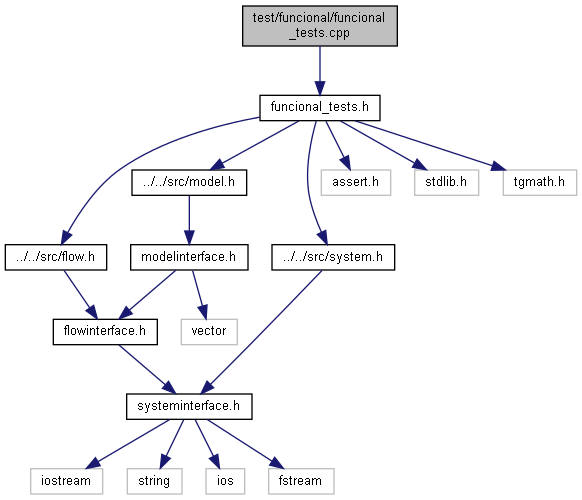 test/funcional/funcional
_tests.cpp
funcional_tests.h
../../src/model.h
assert.h
stdlib.h
tgmath.h
../../src/flow.h
modelinterface.h
../../src/system.h
flowinterface.h
vector
systeminterface.h
iostream
string
ios
fstream